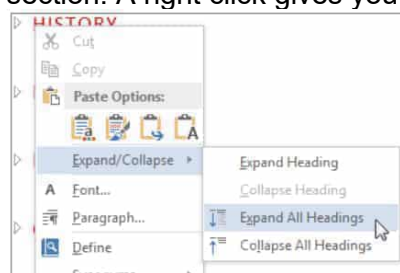 section. A right click gives you
HISTORY
Cut
Copy
Paste Options:
Expand/Collapse
Expand Heading
Collapse Heading
A Font...
Expand All Headings
Paragraph...
Collapse All Headings
Define